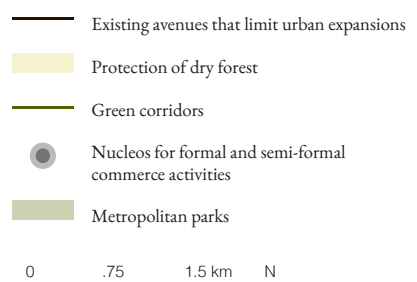 Existing avenues that limit urban expansions
Protection of dry forest
Green corridors
Nucleos for formal and semi-formal
commerce activities
Metropolitan parks
0 .75 1.5 km N